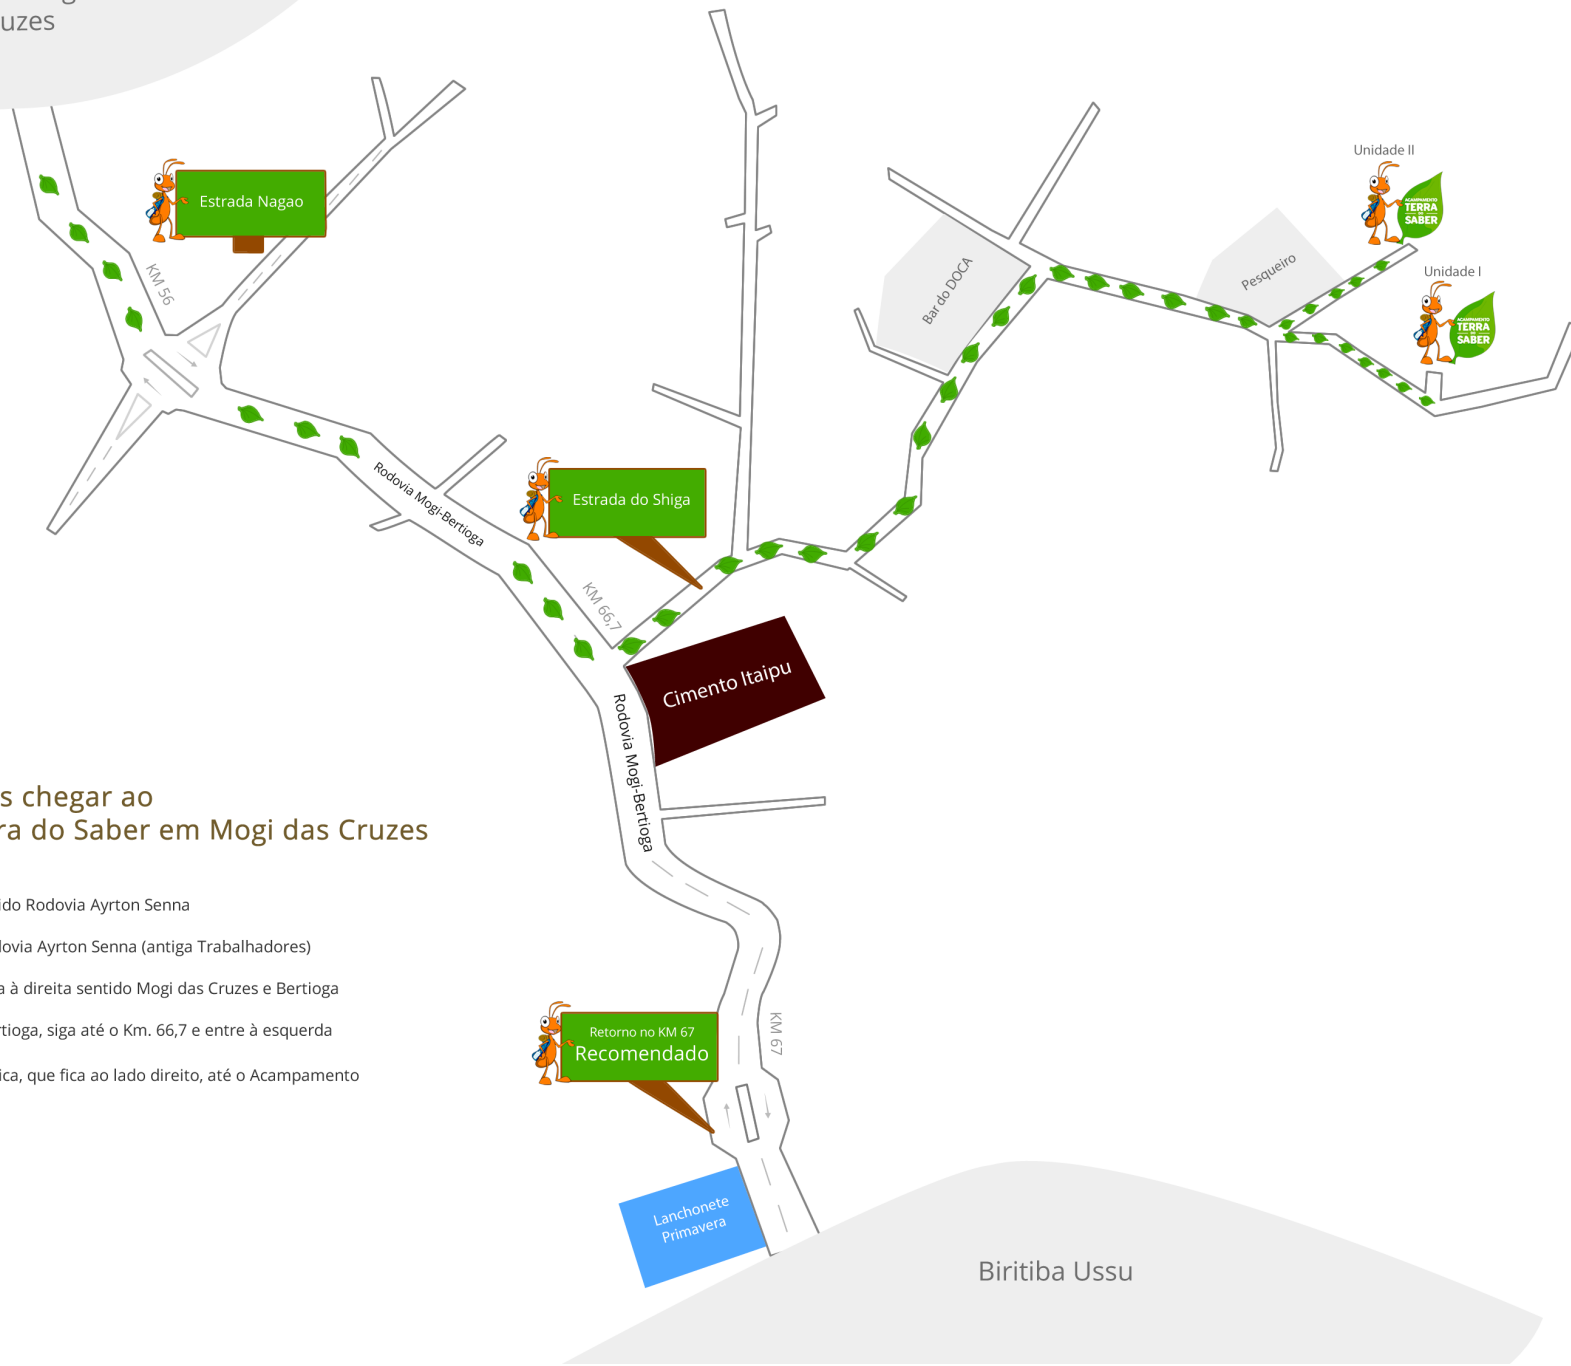 uzes
Unidade II
ACAMPAMENTO
TERRA
DO
SABER
Estrada Nagao
KM 56
Bar do DOCA
Pesqueiro
Unidade I
ACAMPAMENTO
TERRA
DO
SABER
Rodovia Mogi-Bertioga
Estrada do Shiga
KM 66,7
Cimento Itaipu
Rodovia Mogi-Bertioga
s chegar ao
ra do Saber em Mogi das Cruzes
ido Rodovia Ayrton Senna
lovia Ayrton Senna (antiga Trabalhadores)
a à direita sentido Mogi das Cruzes e Bertioga
rtioga, siga até o Km. 66,7 e entre à esquerda
ica, que fica ao lado direito, até o Acampamento
Retorno no KM 67
Recomendado
KM 67
Lanchonete
Primavera
Biritiba Ussu